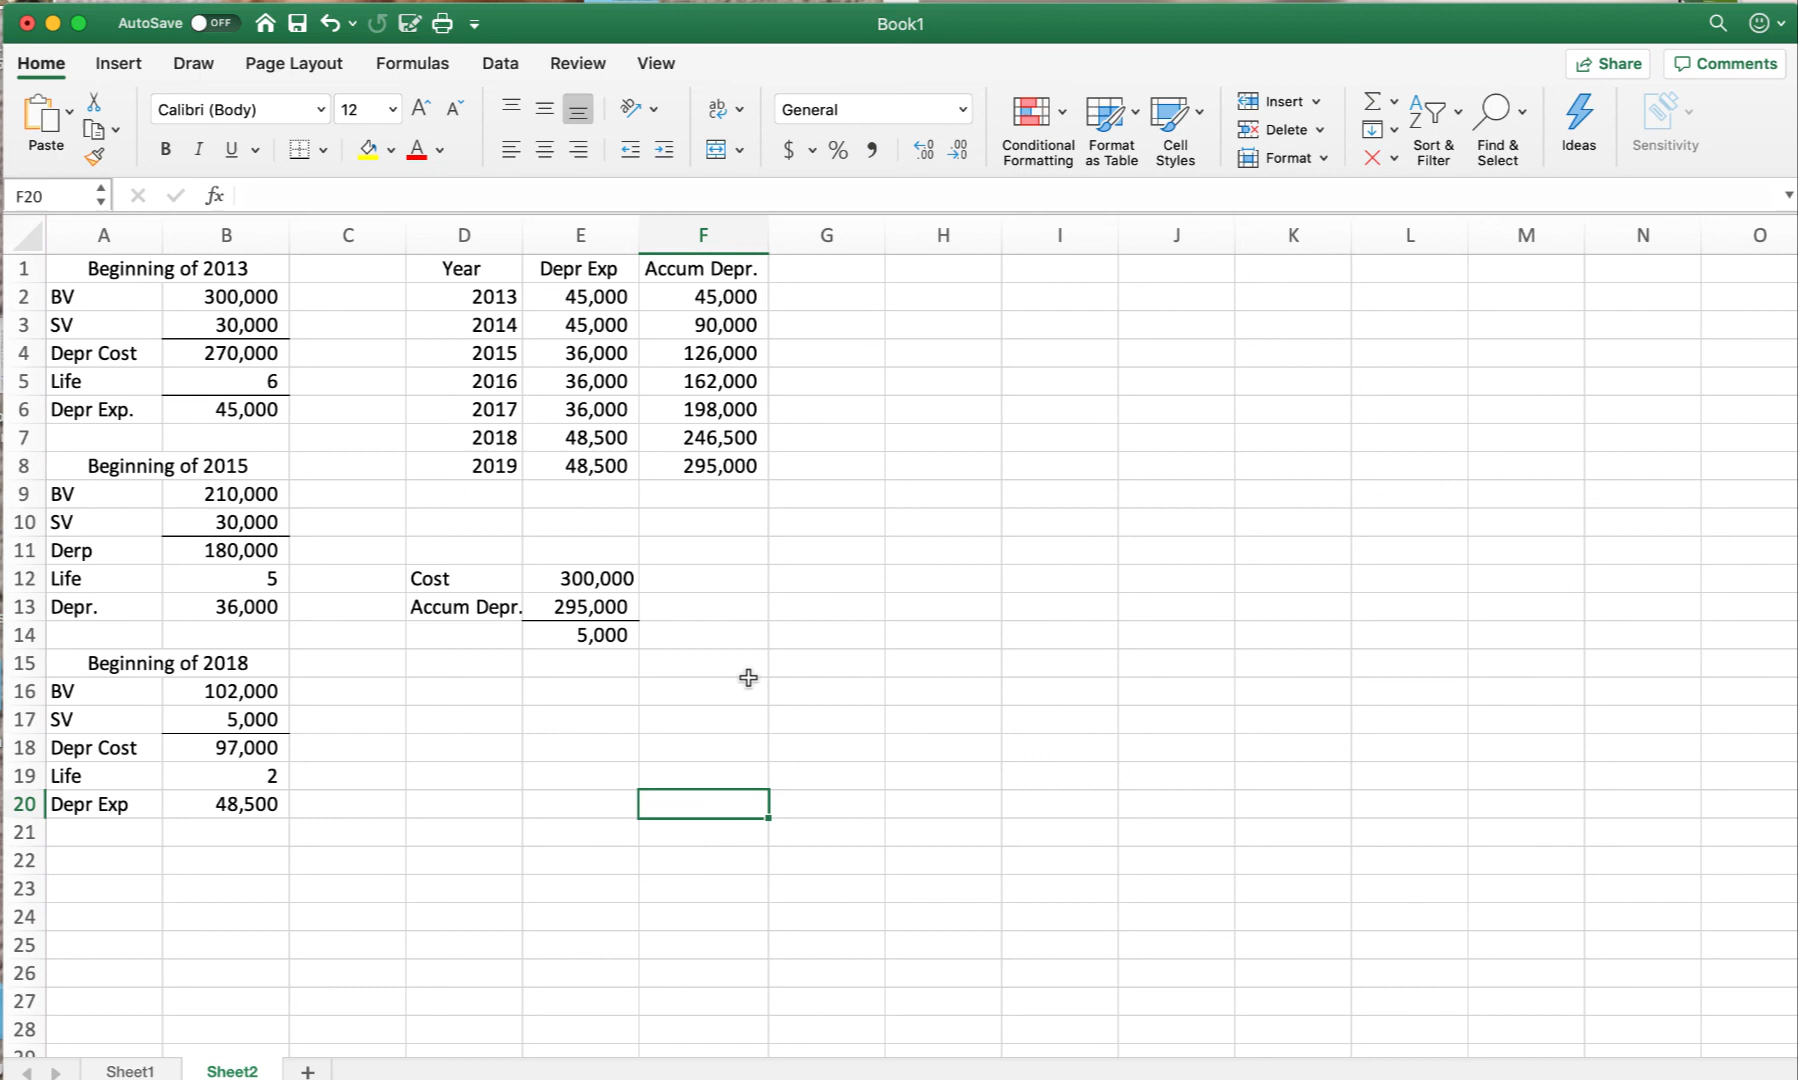 AutoSave OFF
Book1
Home Insert Draw Page Layout Formulas Data Review View Share Comments
Paste
Calibri (Body) 12
A^ A˅
ab
General
Conditional Formatting
Format as Table
Cell Styles
Insert
Delete
Format
Sort & Filter
Find & Select
Ideas
Sensitivity
B I U A
$ % 9
F20 fx
A B C D E F G H I J K L M N O
1 Beginning of 2013 Year Depr Exp Accum Depr.
2 BV 300,000 2013 45,000 45,000
3 SV 30,000 2014 45,000 90,000
4 Depr Cost 270,000 2015 36,000 126,000
5 Life 6 2016 36,000 162,000
6 Depr Exp. 45,000 2017 36,000 198,000
7 2018 48,500 246,500
8 Beginning of 2015 2019 48,500 295,000
9 BV 210,000
10 SV 30,000
11 Derp 180,000
12 Life 5 Cost 300,000
13 Depr. 36,000 Accum Depr. 295,000
14 5,000
15 Beginning of 2018
16 BV 102,000
17 SV 5,000
18 Depr Cost 97,000
19 Life 2
20 Depr Exp 48,500
21
22
23
24
25
26
27
28
29
Sheet1 Sheet2 +